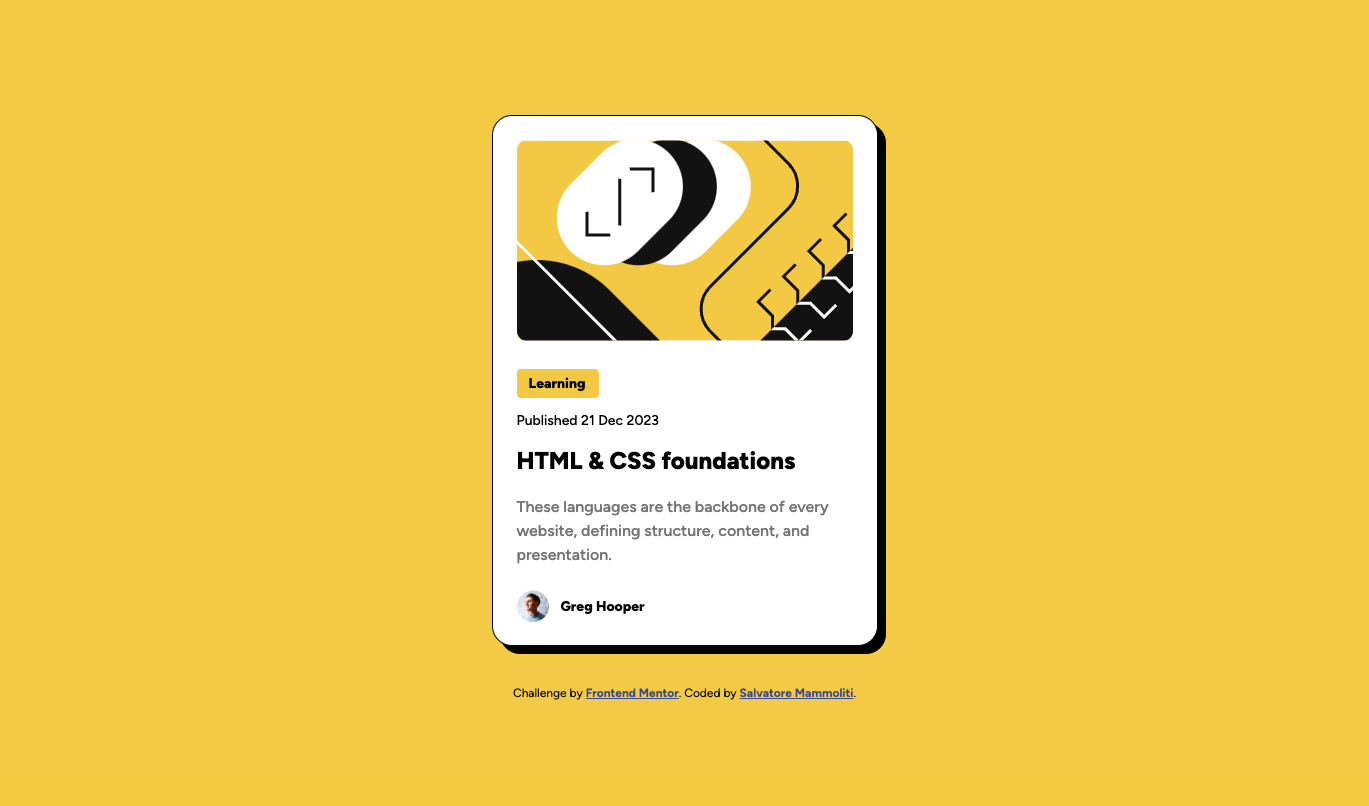 Learning
Published 21 Dec 2023
HTML & CSS foundations
These languages are the backbone of every
website, defining structure, content, and
presentation.
Greg Hooper
Challenge by Frontend Mentor. Coded by Salvatore Mammoliti.